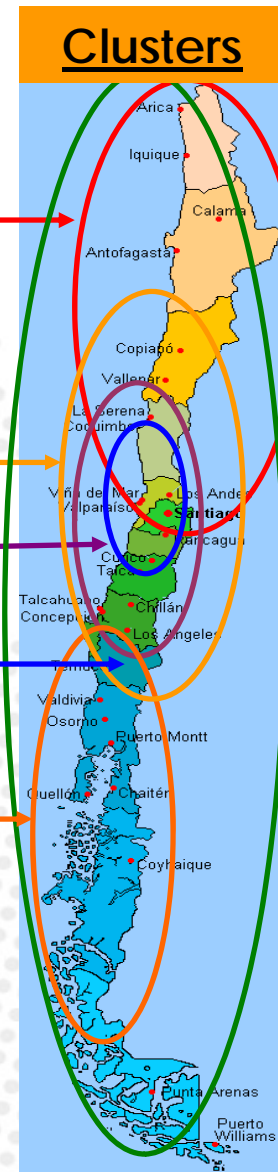 Clusters
Arica
Iquique
Calama
Antofagasta
Copiapó
Vallenar
La Serena
Coquimbo
Viña del Mar
Los Andes
Valparaíso
Santiago
Rancagua
Curicó
Talca
Talcahuano
Chillán
Concepción
Los Angeles
Temuco
Valdivia
Osorno
Puerto Montt
Quellón
Chaitén
Coyhaique
Punta Arenas
Puerto
Williams